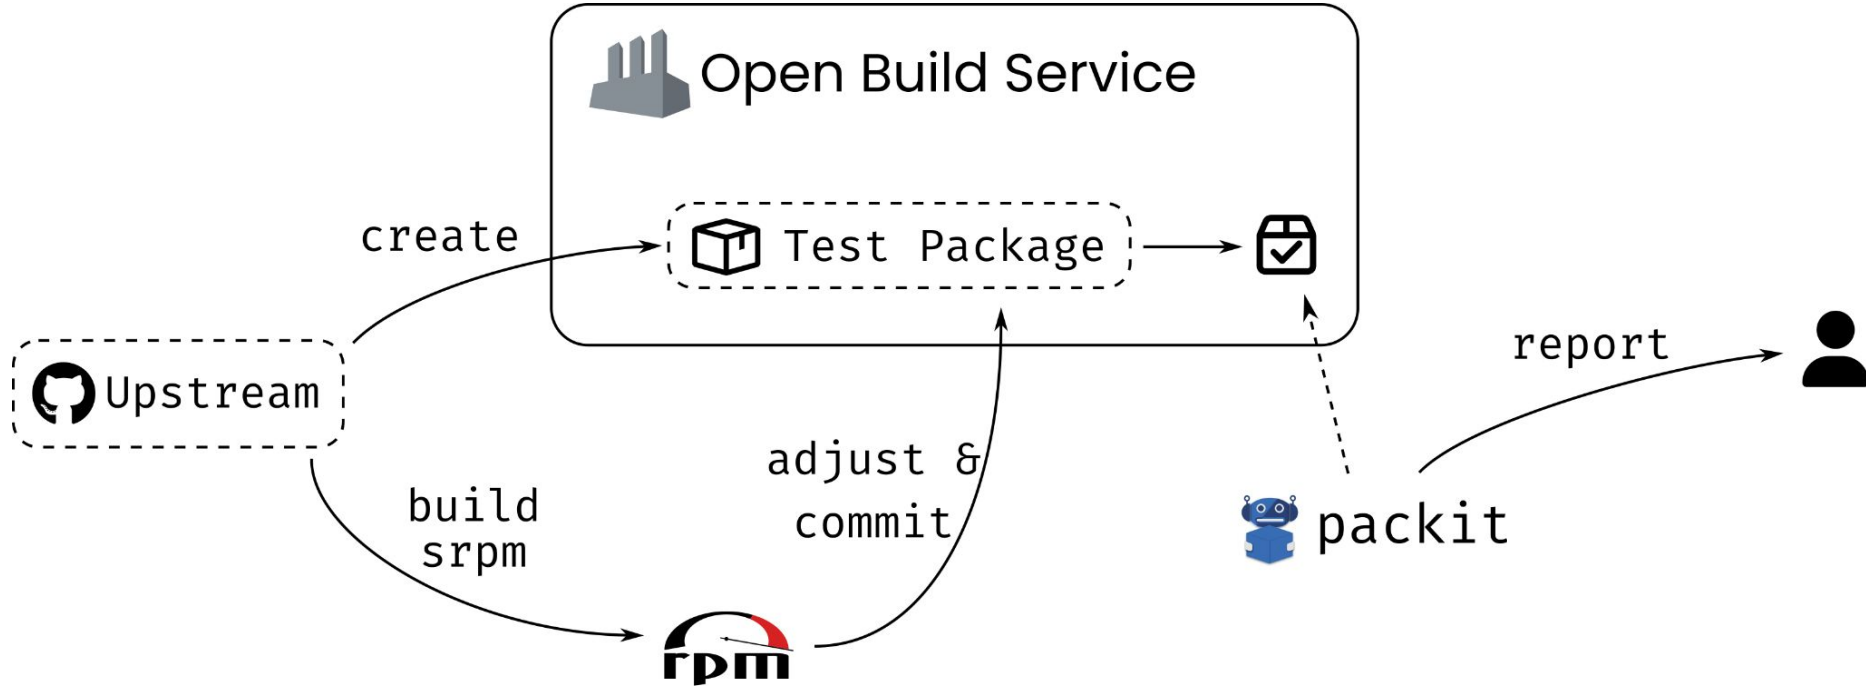 Open Build Service
create
Test Package
report
Upstream
adjust &
commit
build
srpm
packit
rpm